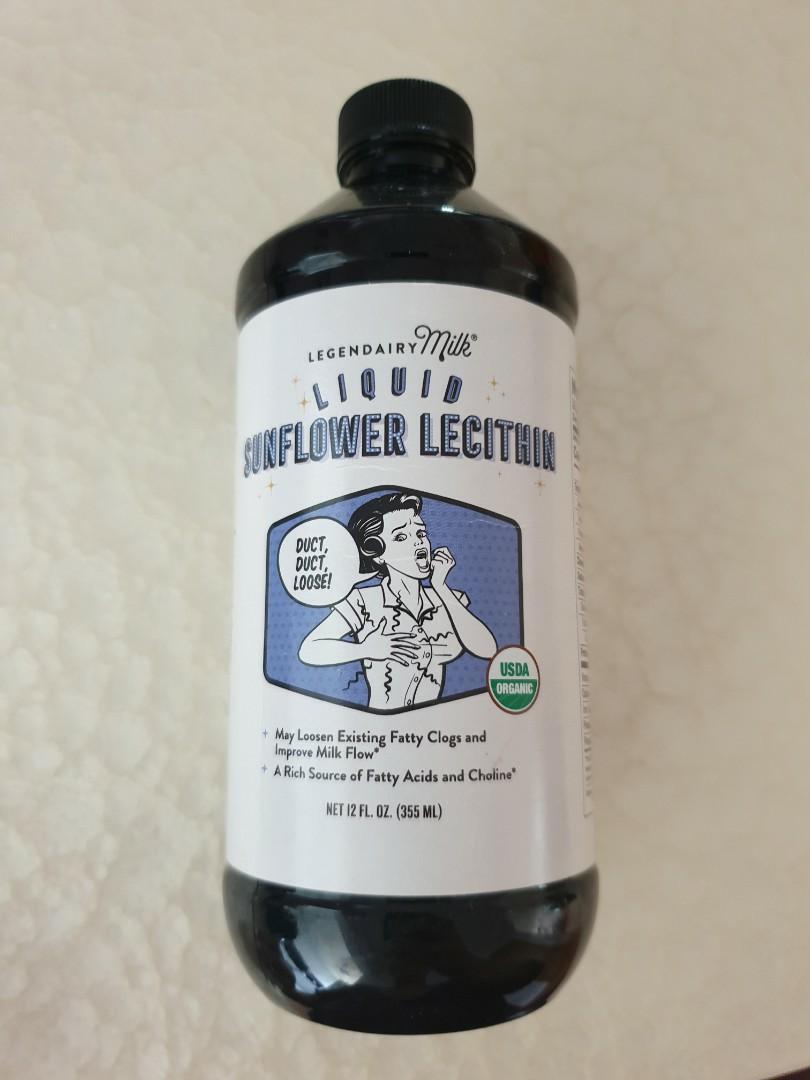 LEGENDAIRY Milk®
LIQUID
SUNFLOWER LECITHIN
DUCT,
DUCT,
LOOSE!
USDA
ORGANIC
+ May Loosen Existing Fatty Clogs and
Improve Milk Flow*
+ A Rich Source of Fatty Acids and Choline*
NET 12 FL. OZ. (355 ML)